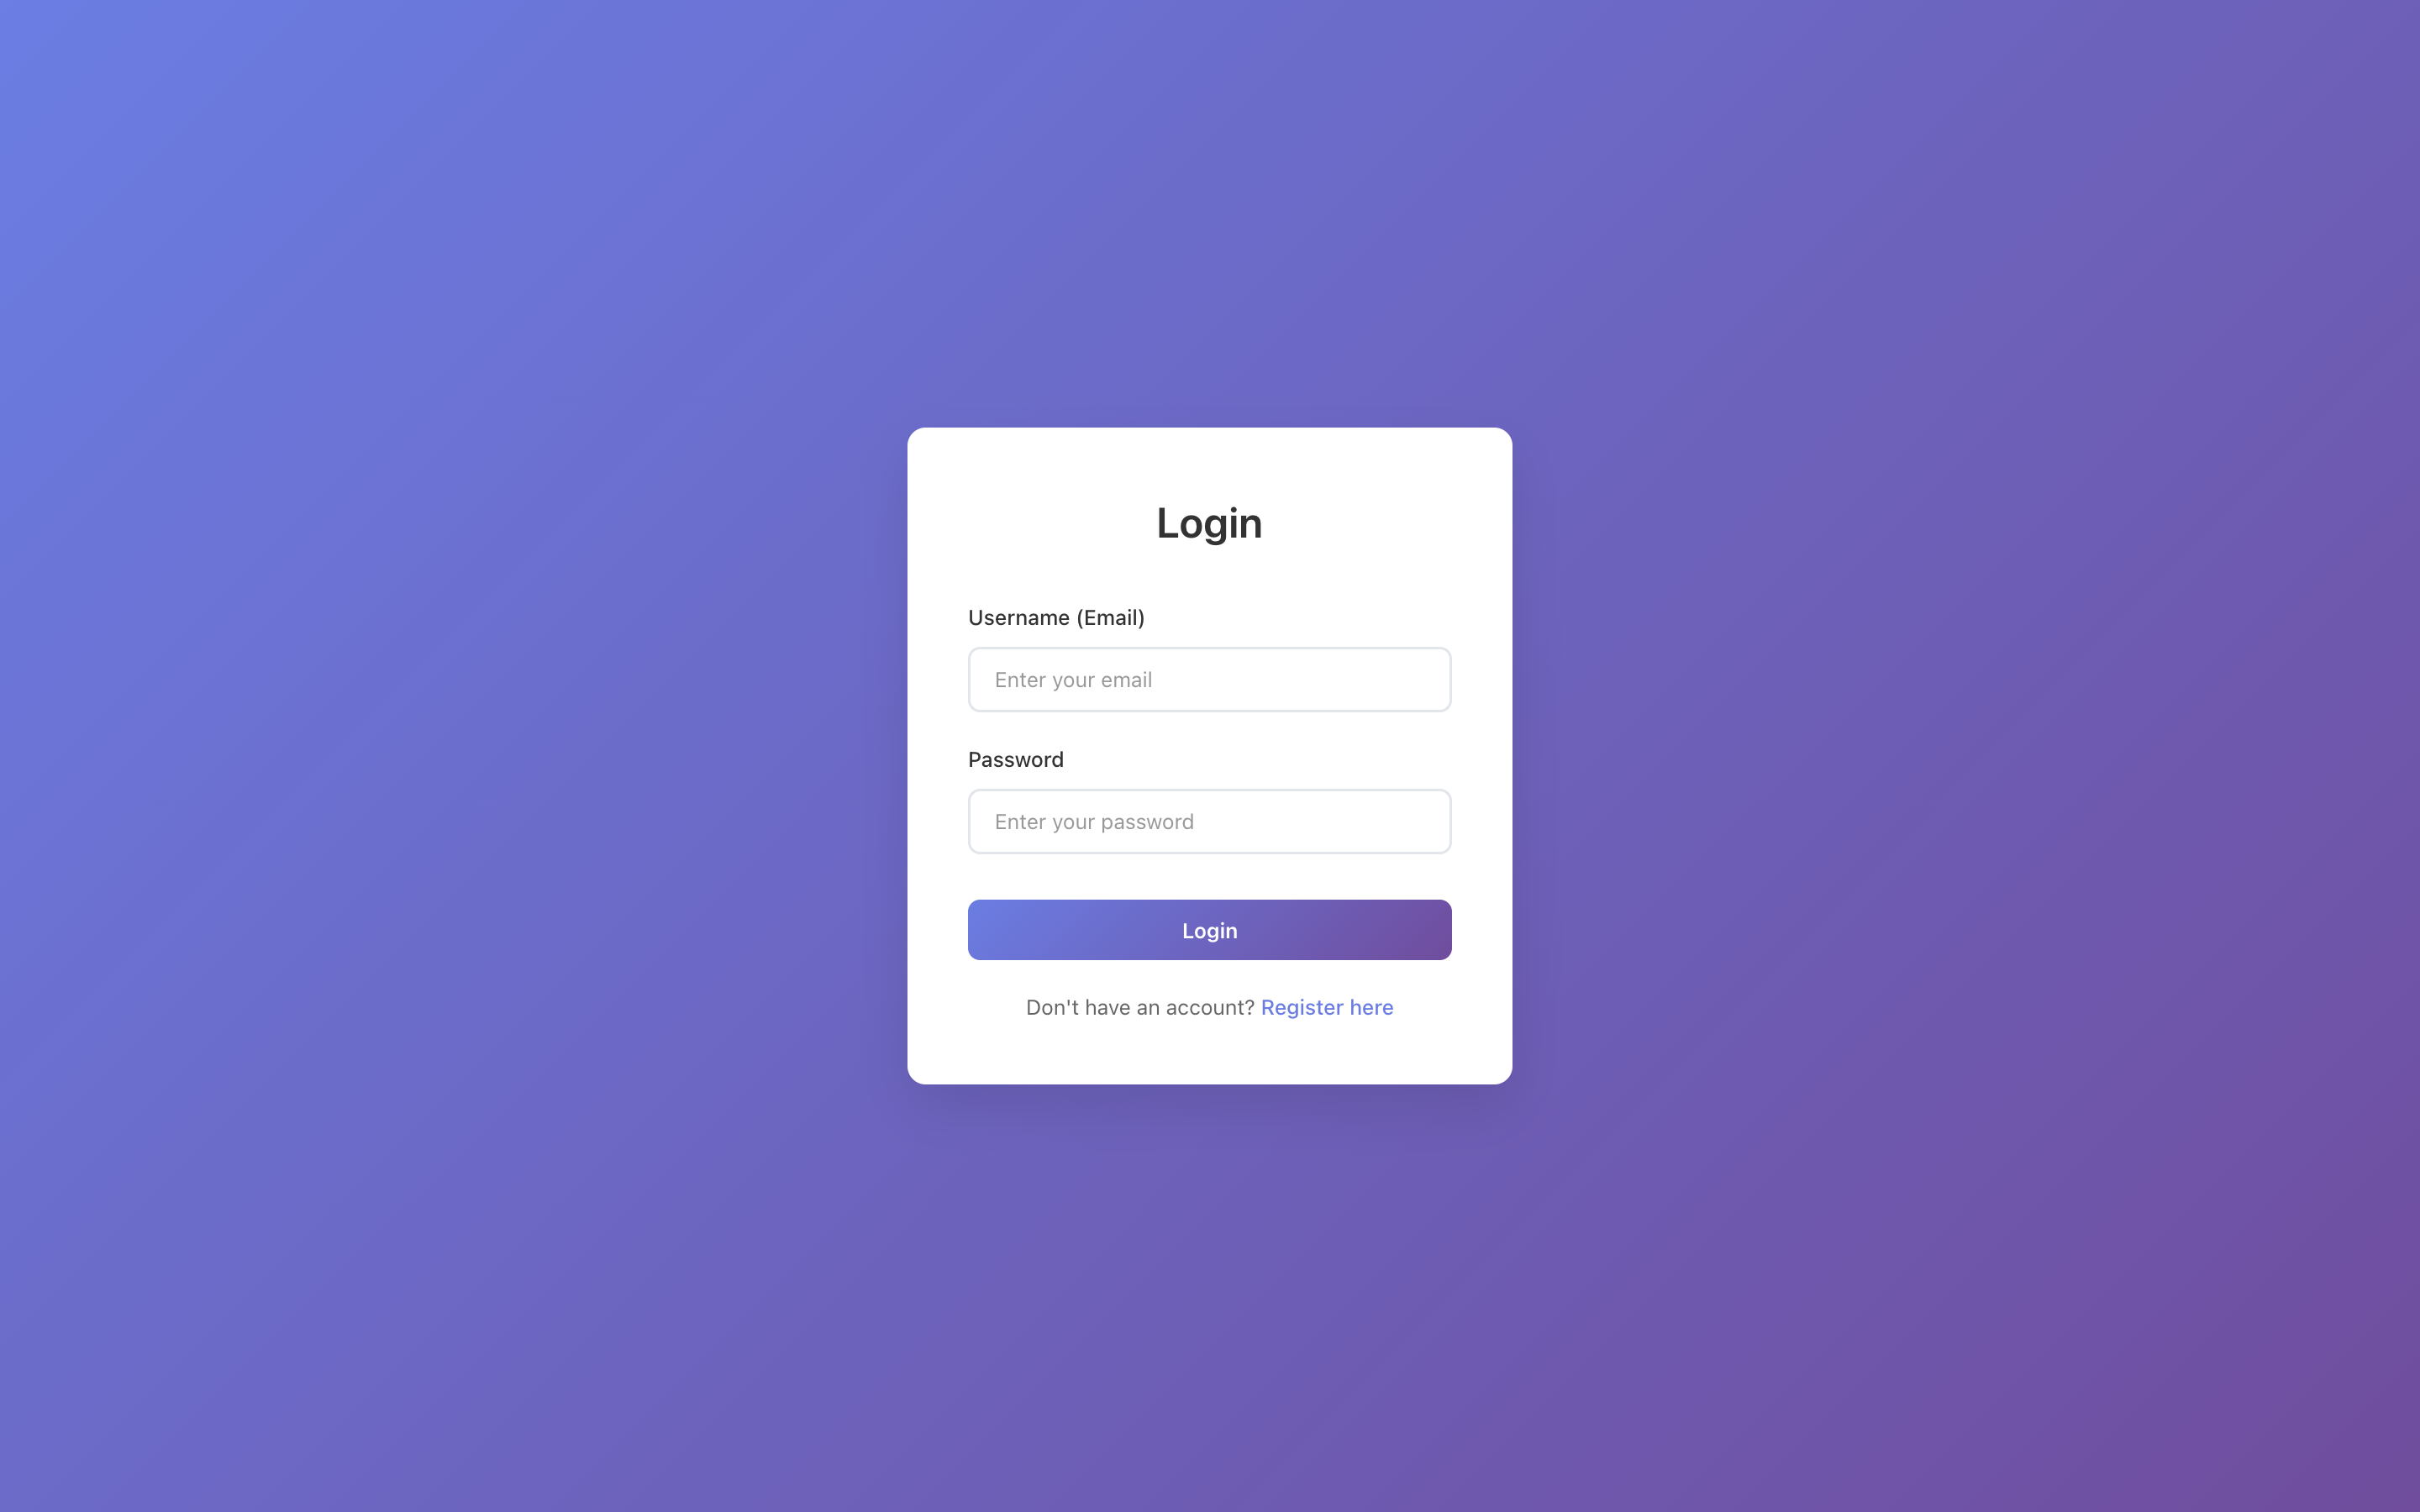 Login
Username (Email)
Enter your email
Password
Enter your password
Login
Don't have an account? Register here